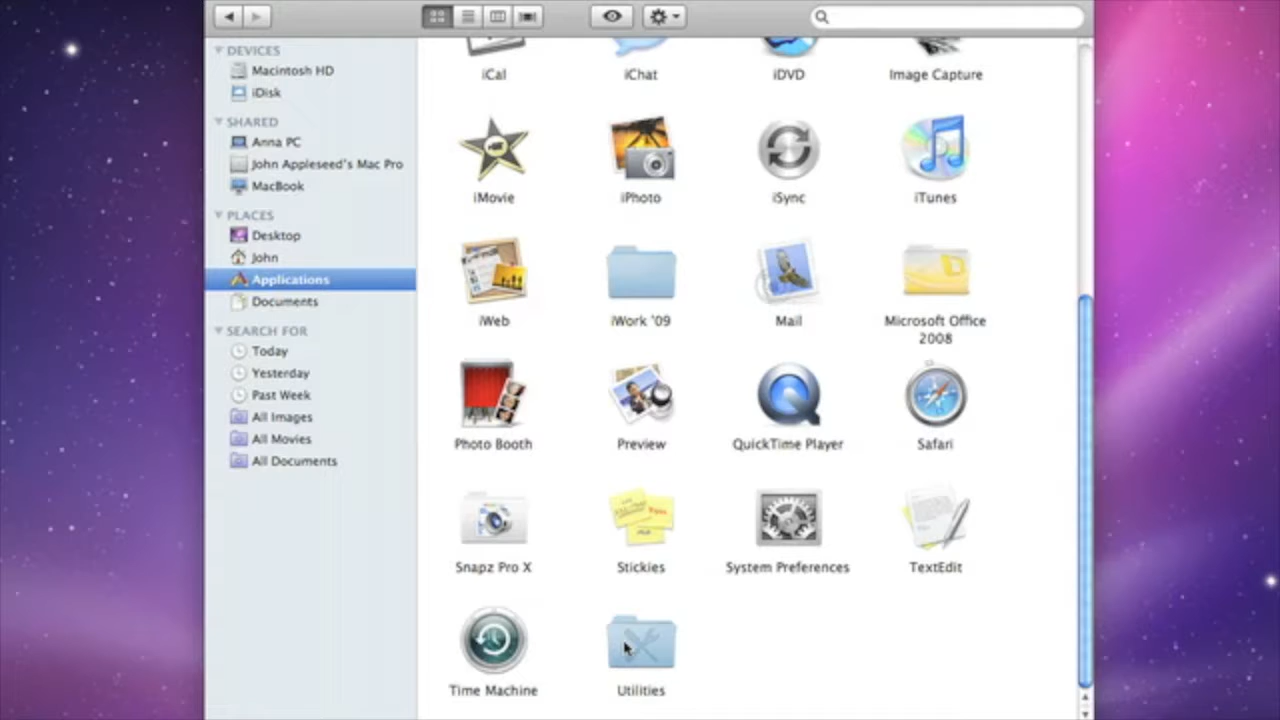 DEVICES
Macintosh HD
iDisk
SHARED
Anna PC
John Appleseed's Mac Pro
MacBook
PLACES
Desktop
John
Applications
Documents
SEARCH FOR
Today
Yesterday
Past Week
All Images
All Movies
All Documents
iCal iChat iDVD Image Capture
iMovie iPhoto iSync iTunes
iWeb iWork '09 Mail Microsoft Office
2008
Photo Booth Preview QuickTime Player Safari
Snapz Pro X Stickies System Preferences TextEdit
Time Machine Utilities